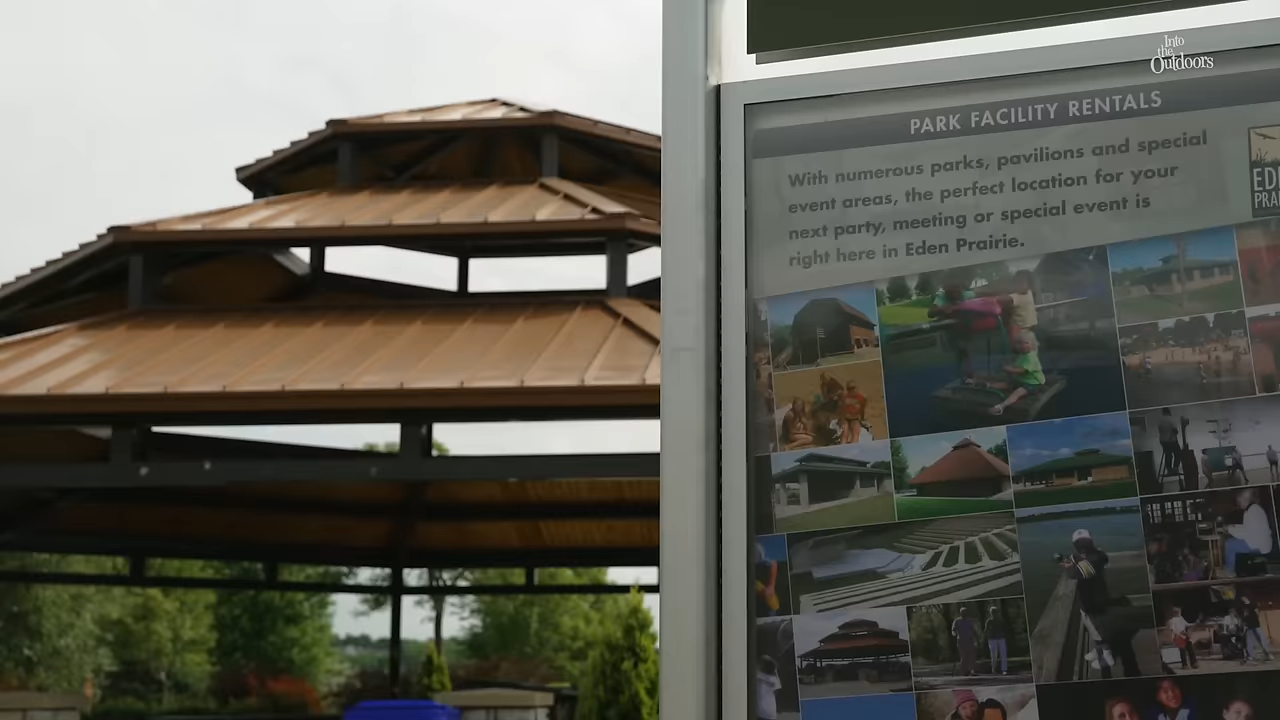 Into
the
Outdoors
PARK FACILITY RENTALS
With numerous parks, pavilions and special
event areas, the perfect location for your
next party, meeting or special event is
right here in Eden Prairie.